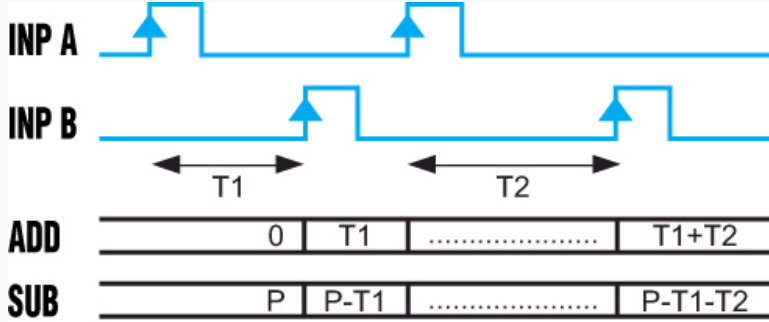 INP A
INP B
T1 T2
ADD 0 T1 ..................... T1+T2
SUB P P-T1 ..................... P-T1-T2